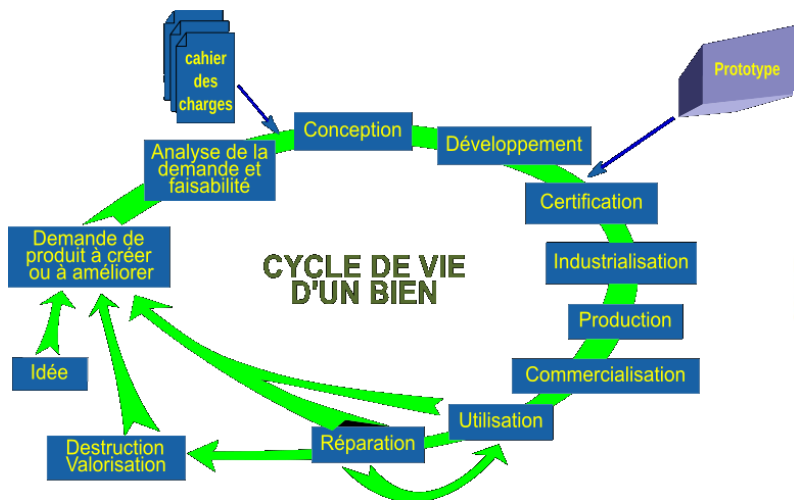 cahier
des
charges
Prototype
Conception
Développement
Analyse de la
demande et
faisabilité
Certification
Demande de
produit à créer
ou à améliorer
CYCLE DE VIE
D'UN BIEN
Industrialisation
Production
Idée
Commercialisation
Utilisation
Réparation
Destruction
Valorisation